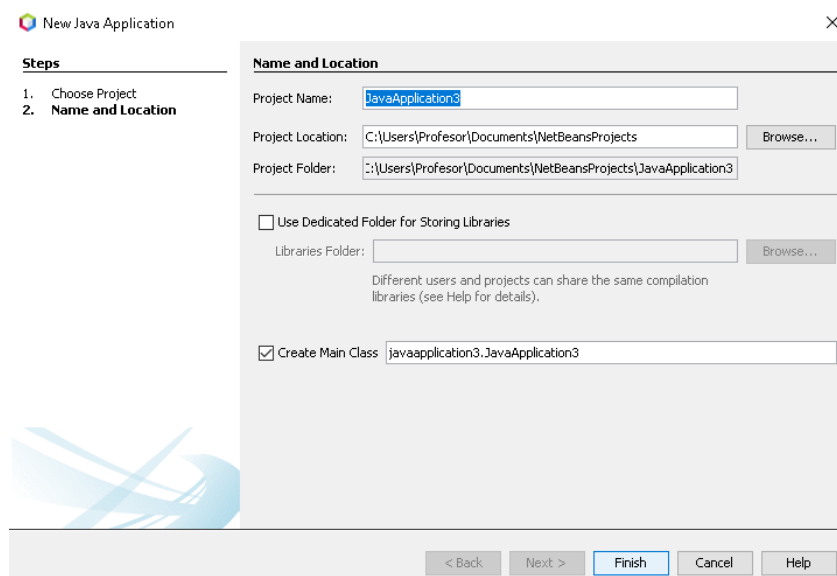 New Java Application
Steps
1. Choose Project
2. Name and Location
Name and Location
Project Name: JavaApplication3
Project Location: C:\Users\Profesor\Documents\NetBeansProjects Browse...
Project Folder: :\Users\Profesor\Documents\NetBeansProjects\JavaApplication3
Use Dedicated Folder for Storing Libraries
Libraries Folder: Browse...
Different users and projects can share the same compilation
libraries (see Help for details).
Create Main Class javaapplication3.JavaApplication3
< Back Next > Finish Cancel Help